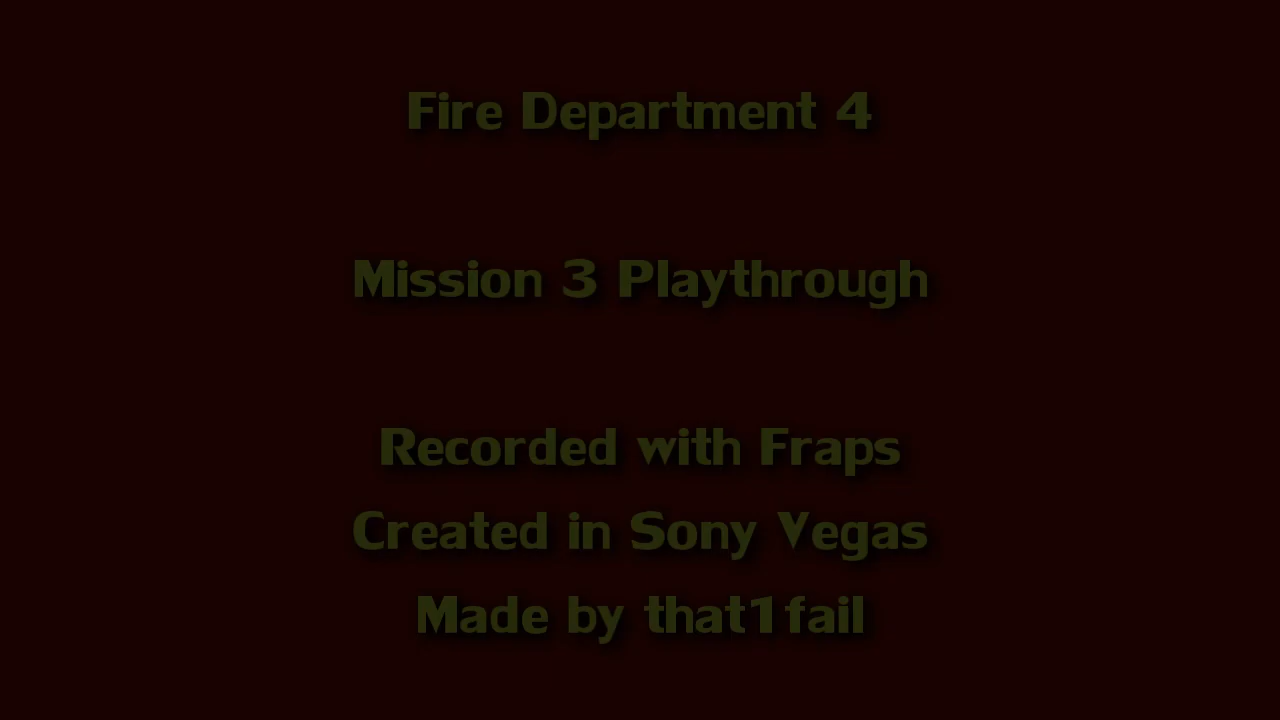 Fire Department 4
Mission 3 Playthrough
Recorded with Fraps
Created in Sony Vegas
Made by that1fail